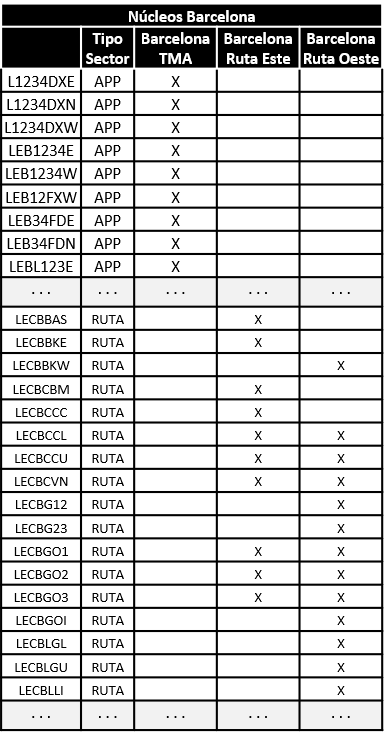 Núcleos Barcelona
Tipo Sector Barcelona TMA Barcelona Ruta Este Barcelona Ruta Oeste
L1234DXE APP X
L1234DXN APP X
L1234DXW APP X
LEB1234E APP X
LEB1234W APP X
LEB12FXW APP X
LEB34FDE APP X
LEB34FDN APP X
LEBL123E APP X
... ... ... ... ...
LECBBAS RUTA X
LECBBKE RUTA X
LECBBKW RUTA X
LECBCBM RUTA X
LECBCCC RUTA X
LECBCCL RUTA X X
LECBCCU RUTA X X
LECBCVN RUTA X X
LECBG12 RUTA X
LECBG23 RUTA X
LECBGO1 RUTA X X
LECBGO2 RUTA X X
LECBGO3 RUTA X X
LECBGOI RUTA X
LECBLGL RUTA X
LECBLGU RUTA X
LECBLLI RUTA X
... ... ... ... ...